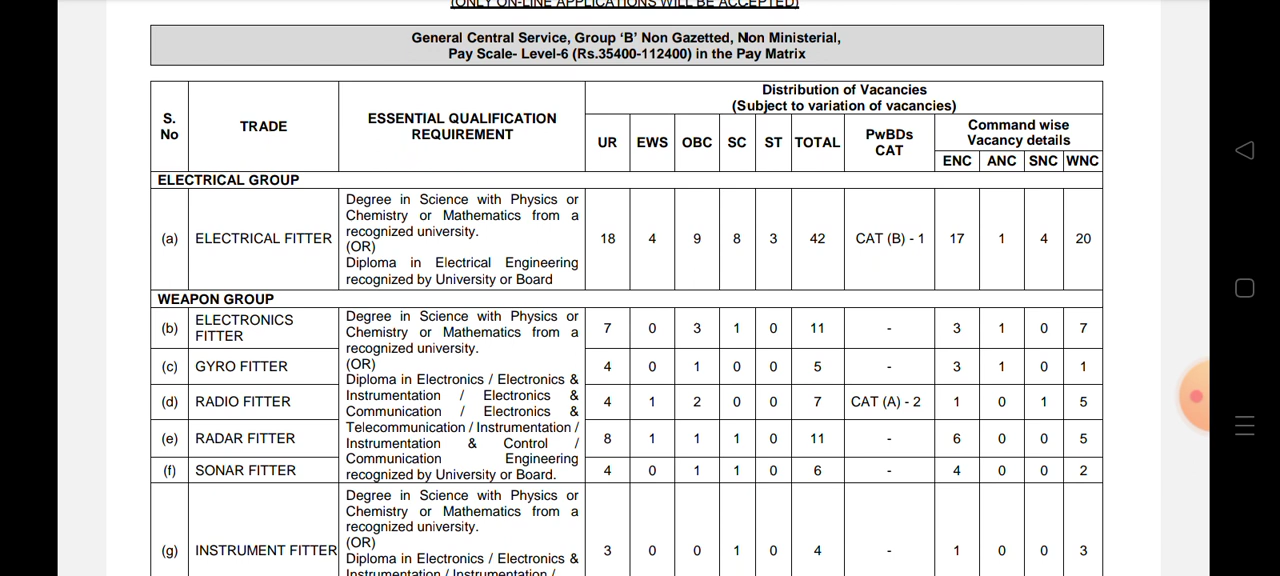 (ONLY ON-LINE APPLICATIONS WILL BE ACCEPTED)
General Central Service, Group ‘B’ Non Gazetted, Non Ministerial,
Pay Scale- Level-6 (Rs.35400-112400) in the Pay Matrix
S. No TRADE ESSENTIAL QUALIFICATION REQUIREMENT Distribution of Vacancies
(Subject to variation of vacancies)
UR EWS OBC SC ST TOTAL PwBDs CAT Command wise Vacancy details
ENC ANC SNC WNC
ELECTRICAL GROUP
(a) ELECTRICAL FITTER
Degree in Science with Physics or
Chemistry or Mathematics from a
recognized university.
(OR)
Diploma in Electrical Engineering
recognized by University or Board
18 4 9 8 3 42 CAT (B) - 1 17 1 4 20
WEAPON GROUP
(b) ELECTRONICS
FITTER
Degree in Science with Physics or
Chemistry or Mathematics from a
recognized university.
(OR)
Diploma in Electronics / Electronics &
Instrumentation / Electronics &
Communication / Electronics &
Telecommunication / Instrumentation /
Instrumentation & Control /
Communication Engineering
recognized by University or Board.
7 0 3 1 0 11 - 3 1 0 7
(c) GYRO FITTER 4 0 1 0 0 5 - 3 1 0 1
(d) RADIO FITTER 4 1 2 0 0 7 CAT (A) - 2 1 0 1 5
(e) RADAR FITTER 8 1 1 1 0 11 - 6 0 0 5
(f) SONAR FITTER 4 0 1 1 0 6 - 4 0 0 2
(g) INSTRUMENT FITTER
Degree in Science with Physics or
Chemistry or Mathematics from a
recognized university.
(OR)
Diploma in Electronics / Electronics &
Instrumentation / Instrumentation /
3 0 0 1 0 4 - 1 0 0 3